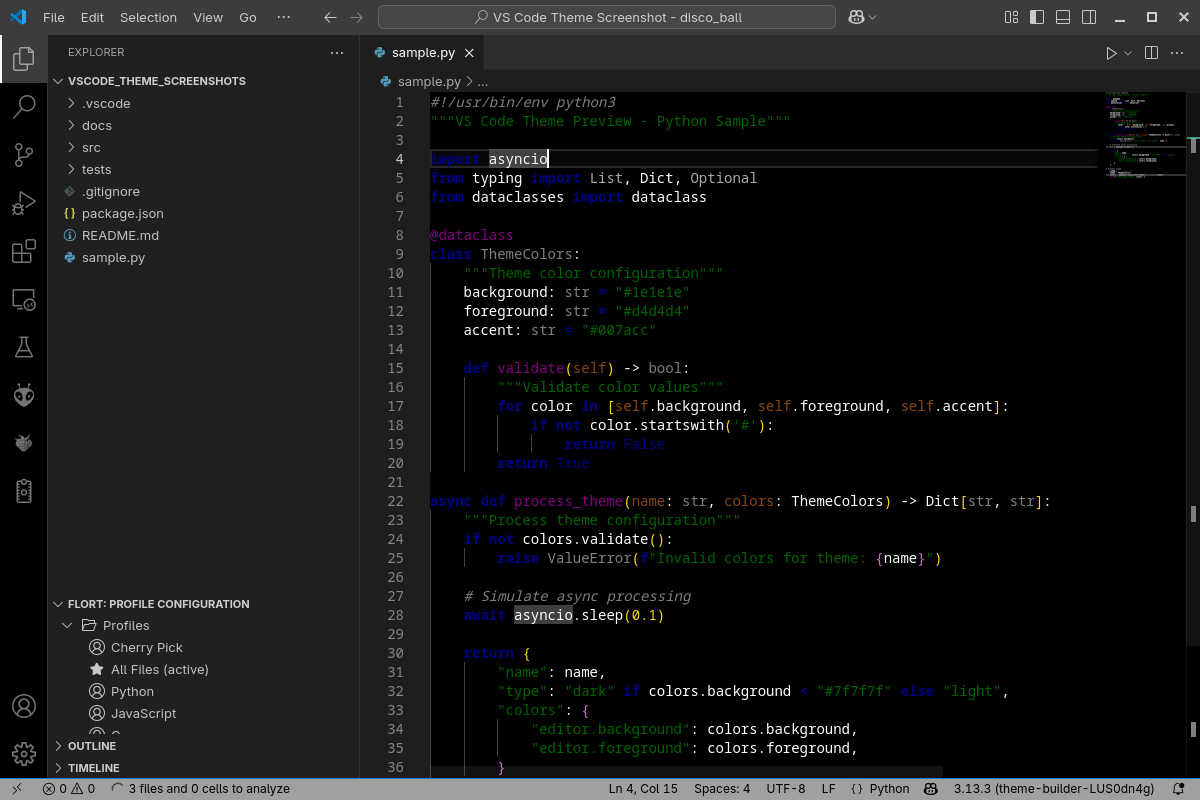 File Edit Selection View Go ··· VS Code Theme Screenshot - disco_ball
EXPLORER ···
VSCODE_THEME_SCREENSHOTS
.vscode
docs
src
tests
.gitignore
package.json
README.md
sample.py
FLORT: PROFILE CONFIGURATION
Profiles
Cherry Pick
All Files (active)
Python
JavaScript
OUTLINE
TIMELINE
sample.py
sample.py > ...
1 #!/usr/bin/env python3
2 """VS Code Theme Preview - Python Sample"""
3
4 import asyncio
5 from typing import List, Dict, Optional
6 from dataclasses import dataclass
7
8 @dataclass
9 class ThemeColors:
10     """Theme color configuration"""
11     background: str = "#1e1e1e"
12     foreground: str = "#d4d4d4"
13     accent: str = "#007acc"
14
15     def validate(self) -> bool:
16         """Validate color values"""
17         for color in [self.background, self.foreground, self.accent]:
18             if not color.startswith('#'):
19                 return False
20         return True
21
22 async def process_theme(name: str, colors: ThemeColors) -> Dict[str, str]:
23     """Process theme configuration"""
24     if not colors.validate():
25         raise ValueError(f"Invalid colors for theme: {name}")
26
27     # Simulate async processing
28     await asyncio.sleep(0.1)
29
30     return {
31         "name": name,
32         "type": "dark" if colors.background < "#7f7f7f" else "light",
33         "colors": {
34             "editor.background": colors.background,
35             "editor.foreground": colors.foreground,
36         }
0 0 3 files and 0 cells to analyze Ln 4, Col 15 Spaces: 4 UTF-8 LF {} Python 3.13.3 (theme-builder-LUS0dn4g)